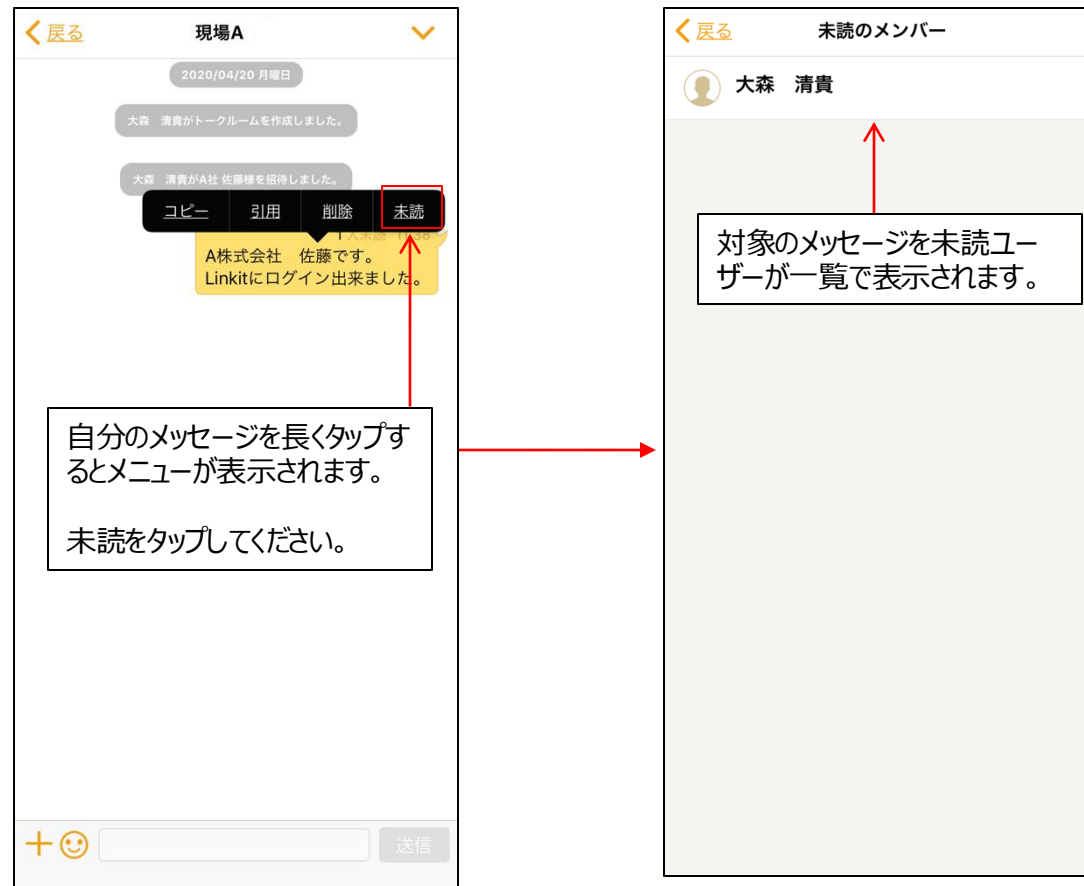 戻る
現場A
2020/04/20 月曜日
大森　清貴がトークルームを作成しました。
大森　清貴がA社 佐藤様を招待しました。
コピー 引用 削除 未読
1人未読 11:38
A株式会社　佐藤です。
Linkitにログイン出来ました。
自分のメッセージを長くタップす
るとメニューが表示されます。
未読をタップしてください。
送信
戻る
未読のメンバー
大森　清貴
対象のメッセージを未読ユー
ザーが一覧で表示されます。